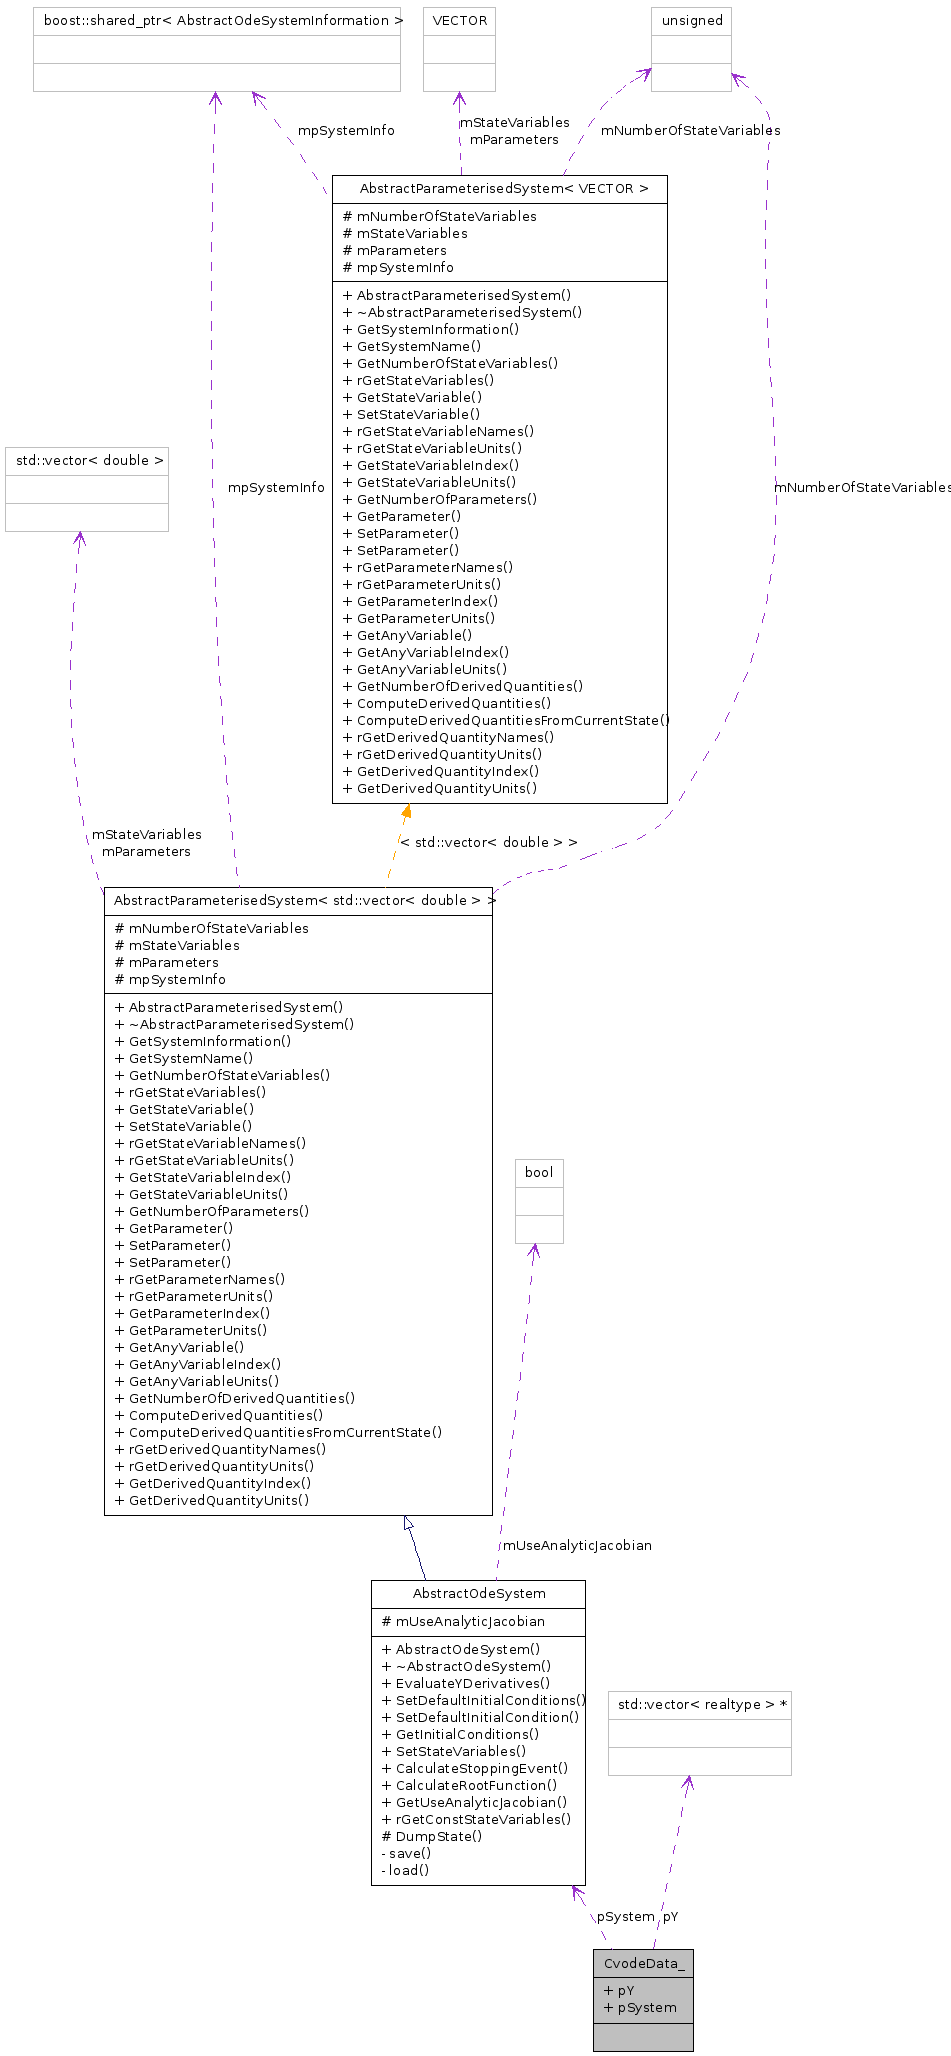 boost::shared_ptr< AbstractOdeSystemInformation >
VECTOR
unsigned
mpSystemInfo
mStateVariables
mParameters
mNumberOfStateVariables
AbstractParameterisedSystem< VECTOR >
# mNumberOfStateVariables
# mStateVariables
# mParameters
# mpSystemInfo
+ AbstractParameterisedSystem()
+ ~AbstractParameterisedSystem()
+ GetSystemInformation()
+ GetSystemName()
+ GetNumberOfStateVariables()
+ rGetStateVariables()
+ GetStateVariable()
+ SetStateVariable()
+ rGetStateVariableNames()
+ rGetStateVariableUnits()
+ GetStateVariableIndex()
+ GetStateVariableUnits()
+ GetNumberOfParameters()
+ GetParameter()
+ SetParameter()
+ SetParameter()
+ rGetParameterNames()
+ rGetParameterUnits()
+ GetParameterIndex()
+ GetParameterUnits()
+ GetAnyVariable()
+ GetAnyVariableIndex()
+ GetAnyVariableUnits()
+ GetNumberOfDerivedQuantities()
+ ComputeDerivedQuantities()
+ ComputeDerivedQuantitiesFromCurrentState()
+ rGetDerivedQuantityNames()
+ rGetDerivedQuantityUnits()
+ GetDerivedQuantityIndex()
+ GetDerivedQuantityUnits()
std::vector< double >
mpSystemInfo
mNumberOfStateVariables
mStateVariables
mParameters
< std::vector< double > >
AbstractParameterisedSystem< std::vector< double > >
# mNumberOfStateVariables
# mStateVariables
# mParameters
# mpSystemInfo
+ AbstractParameterisedSystem()
+ ~AbstractParameterisedSystem()
+ GetSystemInformation()
+ GetSystemName()
+ GetNumberOfStateVariables()
+ rGetStateVariables()
+ GetStateVariable()
+ SetStateVariable()
+ rGetStateVariableNames()
+ rGetStateVariableUnits()
+ GetStateVariableIndex()
+ GetStateVariableUnits()
+ GetNumberOfParameters()
+ GetParameter()
+ SetParameter()
+ SetParameter()
+ rGetParameterNames()
+ rGetParameterUnits()
+ GetParameterIndex()
+ GetParameterUnits()
+ GetAnyVariable()
+ GetAnyVariableIndex()
+ GetAnyVariableUnits()
+ GetNumberOfDerivedQuantities()
+ ComputeDerivedQuantities()
+ ComputeDerivedQuantitiesFromCurrentState()
+ rGetDerivedQuantityNames()
+ rGetDerivedQuantityUnits()
+ GetDerivedQuantityIndex()
+ GetDerivedQuantityUnits()
bool
mUseAnalyticJacobian
AbstractOdeSystem
# mUseAnalyticJacobian
+ AbstractOdeSystem()
+ ~AbstractOdeSystem()
+ EvaluateYDerivatives()
+ SetDefaultInitialConditions()
+ SetDefaultInitialCondition()
+ GetInitialConditions()
+ SetStateVariables()
+ CalculateStoppingEvent()
+ CalculateRootFunction()
+ GetUseAnalyticJacobian()
+ rGetConstStateVariables()
# DumpState()
- save()
- load()
std::vector< realtype > *
pSystem
pY
CvodeData_
+ pY
+ pSystem